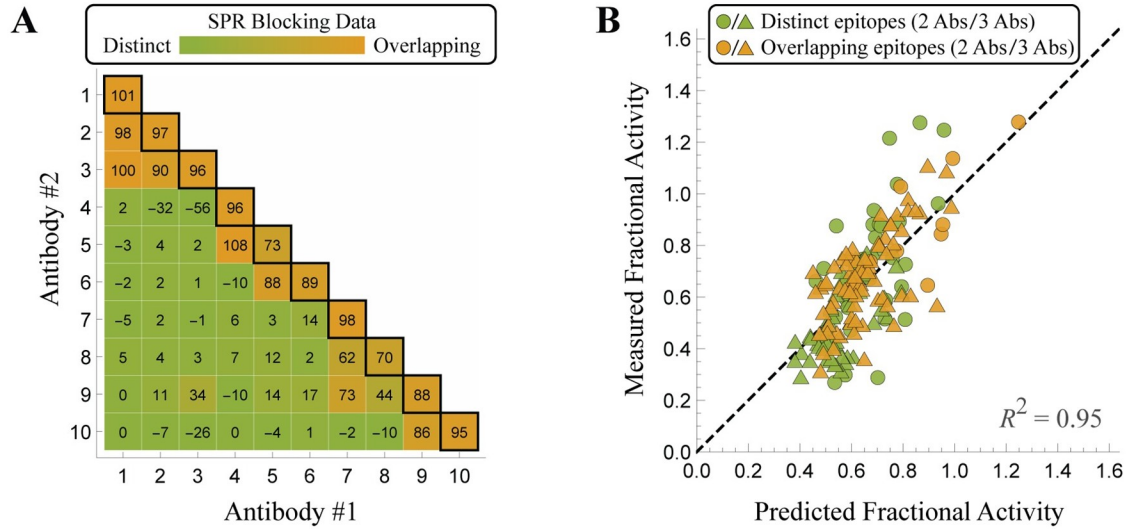 A
SPR Blocking Data
Distinct Overlapping
Antibody #2
1 101
2 98 97
3 100 90 96
4 2 −32 −56 96
5 −3 4 2 108 73
6 −2 2 1 −10 88 89
7 −5 2 −1 6 3 14 98
8 5 4 3 7 12 2 62 70
9 0 11 34 −10 14 17 73 44 88
10 0 −7 −26 0 −4 1 −2 −10 86 95
1 2 3 4 5 6 7 8 9 10
Antibody #1
B
/ Distinct epitopes (2 Abs/3 Abs)
/ Overlapping epitopes (2 Abs/3 Abs)
Measured Fractional Activity
1.6
1.4
1.2
1.0
0.8
0.6
0.4
0.2
0.0
R² = 0.95
0.0 0.2 0.4 0.6 0.8 1.0 1.2 1.4 1.6
Predicted Fractional Activity